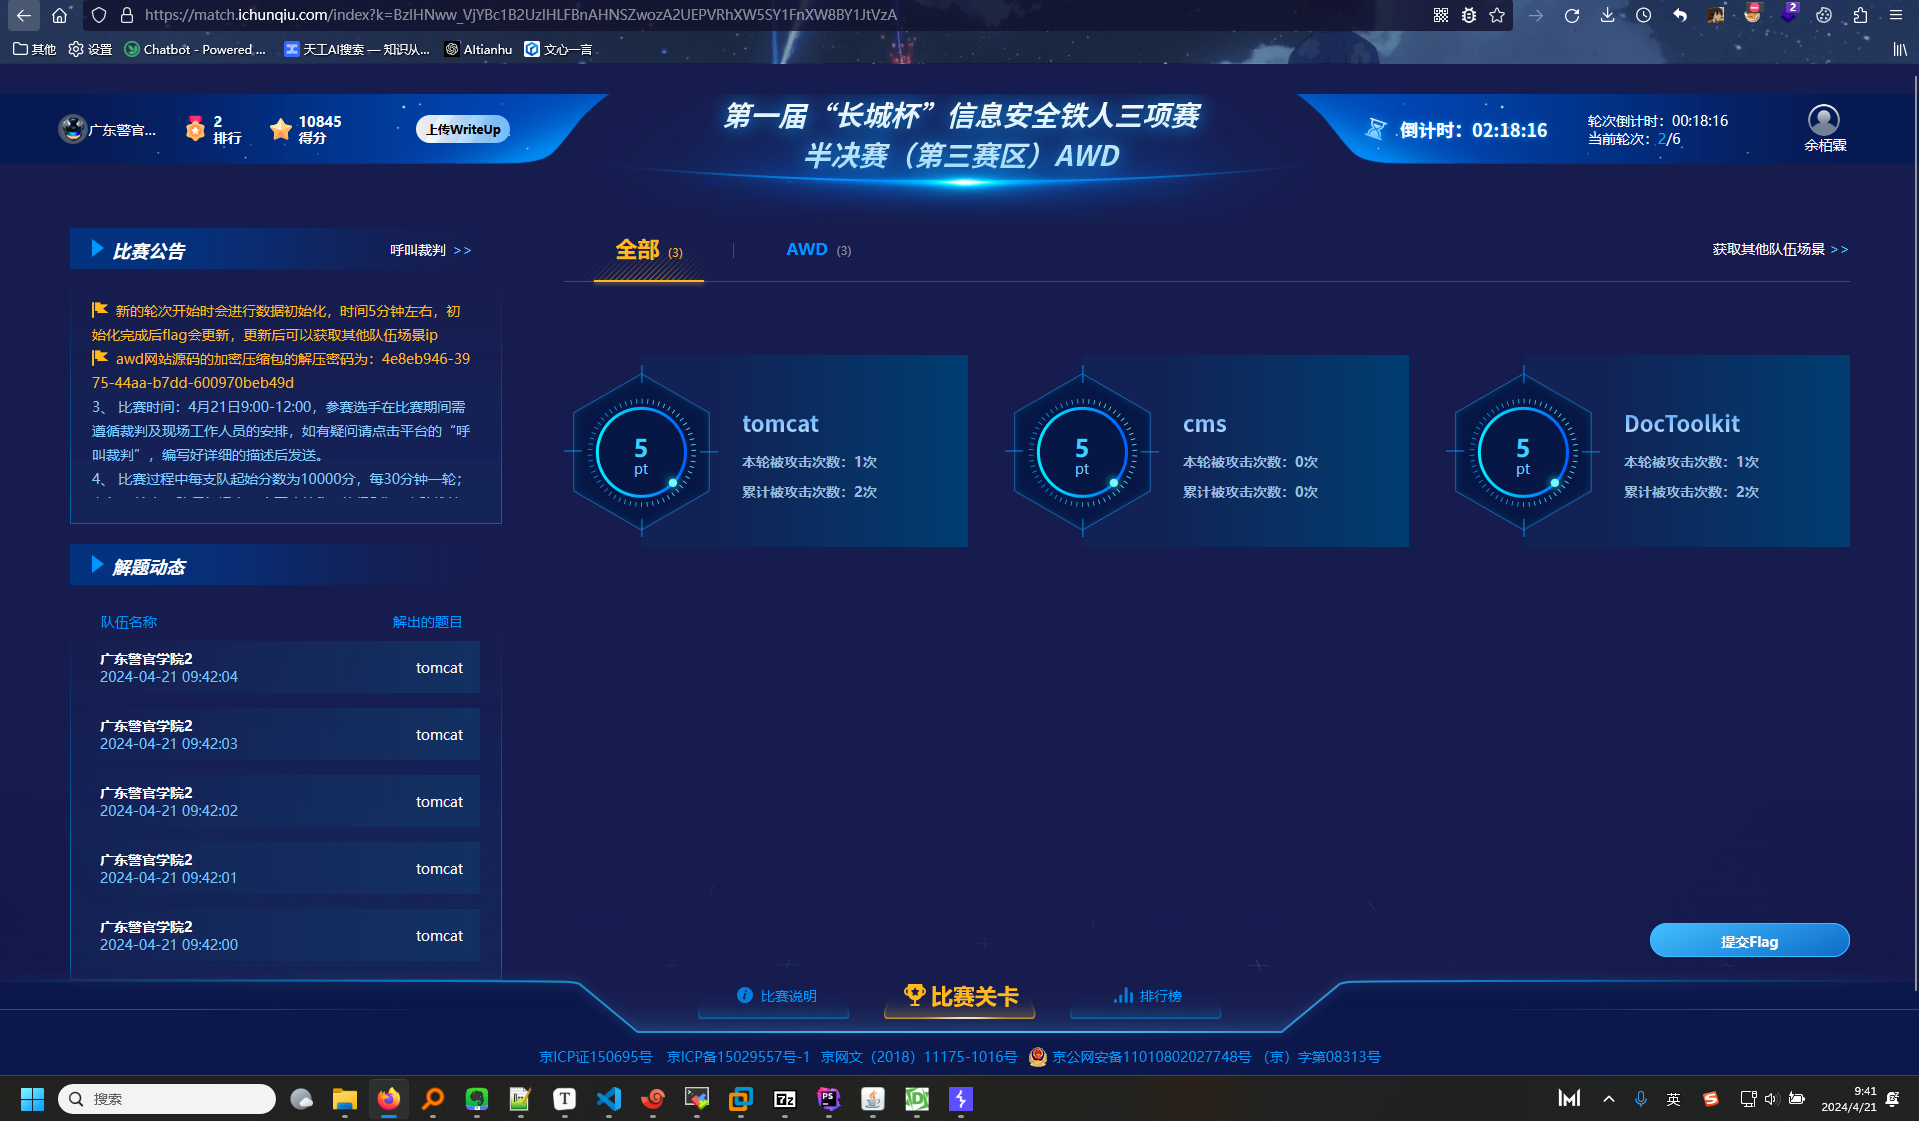 https://match.ichunqiu.com/index?k=BzIHNww_VjYBc1B2UzIHLFBnAHNSZwozA2UEPVRhXW5SY1FnXW8BY1JtVzA
2
其他
设置
Chatbot - Powered ...
天工AI搜索 — 知识从...
AItianhu
文心一言
广东警官...
2
排行
10845
得分
上传WriteUp
第一届“长城杯”信息安全铁人三项赛
半决赛（第三赛区）AWD
倒计时：02:18:16
轮次倒计时：00:18:16
当前轮次：2/6
余栢霖
比赛公告
呼叫裁判 >>
新的轮次开始时会进行数据初始化，时间5分钟左右，初
始化完成后flag会更新，更新后可以获取其他队伍场景ip
awd网站源码的加密压缩包的解压密码为：4e8eb946-39
75-44aa-b7dd-600970beb49d
3、 比赛时间：4月21日9:00-12:00，参赛选手在比赛期间需
遵循裁判及现场工作人员的安排，如有疑问请点击平台的“呼
叫裁判”，编写好详细的描述后发送。
4、 比赛过程中每支队起始分数为10000分，每30分钟一轮；
全部 (3)
AWD (3)
获取其他队伍场景 >>
5
pt
tomcat
本轮被攻击次数：1次
累计被攻击次数：2次
5
pt
cms
本轮被攻击次数：0次
累计被攻击次数：0次
5
pt
DocToolkit
本轮被攻击次数：1次
累计被攻击次数：2次
解题动态
队伍名称 解出的题目
广东警官学院2
2024-04-21 09:42:04
tomcat
广东警官学院2
2024-04-21 09:42:03
tomcat
广东警官学院2
2024-04-21 09:42:02
tomcat
广东警官学院2
2024-04-21 09:42:01
tomcat
广东警官学院2
2024-04-21 09:42:00
tomcat
提交Flag
比赛说明
比赛关卡
排行榜
京ICP证150695号 京ICP备15029557号-1 京网文（2018）11175-1016号 京公网安备11010802027748号 （京）字第08313号
搜索
T
7z
PS
英
9:41
2024/4/21